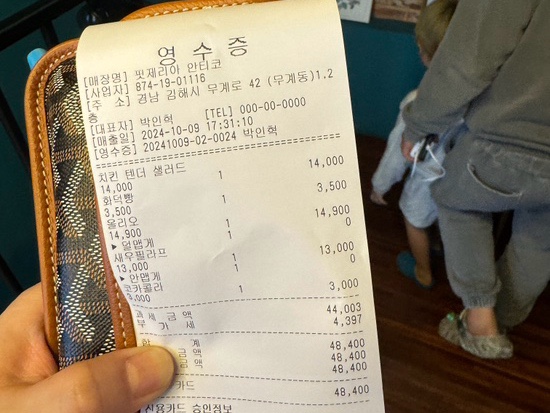 영 수 증
[매장명] 핏제리아 안티코
[사업자] 874-19-01116
[주 소] 경남 김해시 무계로 42 (무계동)1.2
층
[대표자] 박인혁 [TEL] 000-00-0000
[매출일] 2024-10-09 17:31:10
[영수증] 20241009-02-0024 박인혁
치킨 텐더 샐러드
14,000 1 14,000
화덕빵
3,500 1 3,500
올리오
14,900 1 14,900
▶ 덜맵게 1 0
새우필라프
13,000 1 13,000
▶ 안맵게 1 0
코카콜라
3,000 1 3,000
과세금액 44,003
부 가 세 4,397
합 계 48,400
금액 48,400
금액 48,400
카드 48,400
신용카드 승인정보